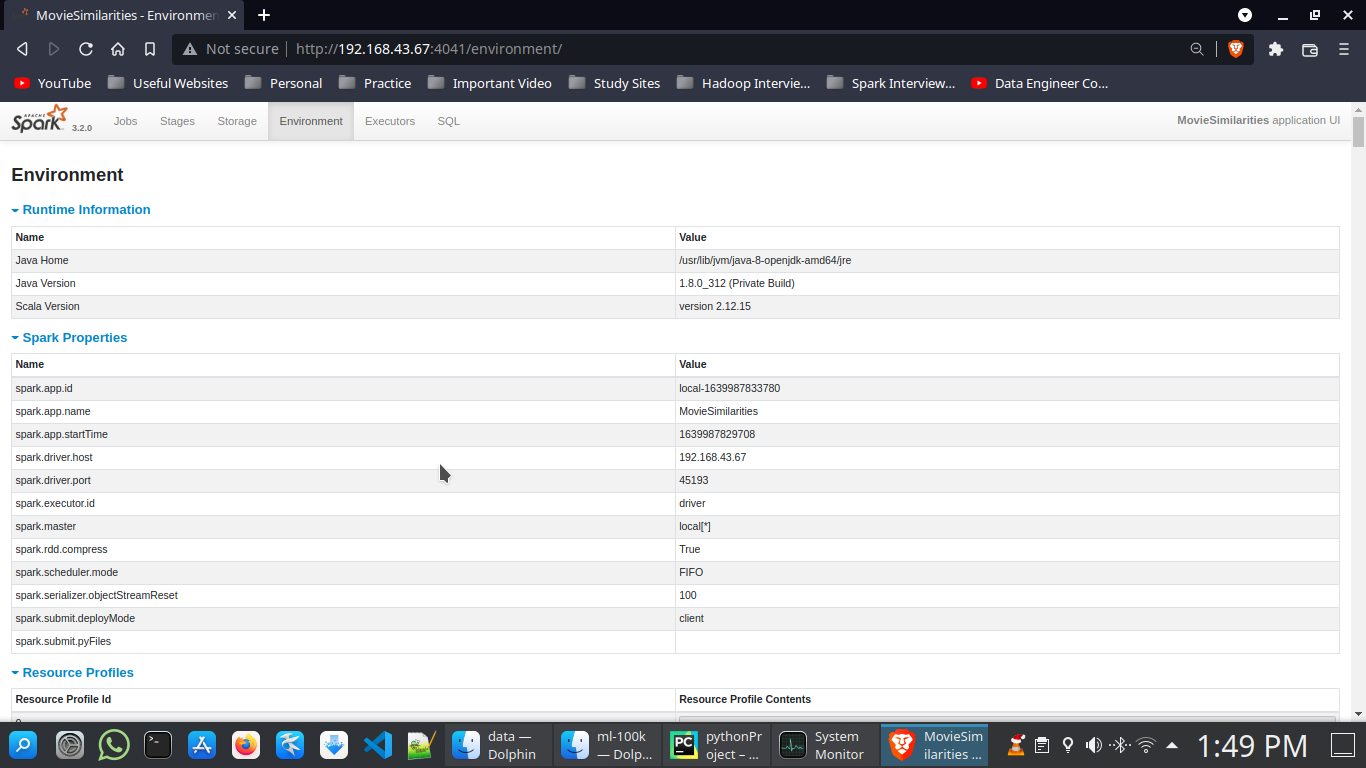 MovieSimilarities - Environmen
Not secure http://192.168.43.67:4041/environment/
YouTube Useful Websites Personal Practice Important Video Study Sites Hadoop Intervie... Spark Interview... Data Engineer Co...
APACHE Spark 3.2.0 Jobs Stages Storage Environment Executors SQL MovieSimilarities application UI
Environment
Runtime Information
Name Value
Java Home /usr/lib/jvm/java-8-openjdk-amd64/jre
Java Version 1.8.0_312 (Private Build)
Scala Version version 2.12.15
Spark Properties
Name Value
spark.app.id local-1639987833780
spark.app.name MovieSimilarities
spark.app.startTime 1639987829708
spark.driver.host 192.168.43.67
spark.driver.port 45193
spark.executor.id driver
spark.master local[*]
spark.rdd.compress True
spark.scheduler.mode FIFO
spark.serializer.objectStreamReset 100
spark.submit.deployMode client
spark.submit.pyFiles
Resource Profiles
Resource Profile Id Resource Profile Contents
data — Dolphin
ml-100k — Dolp...
PC pythonPr oject – ...
System Monitor
MovieSim ilarities ...
1:49 PM